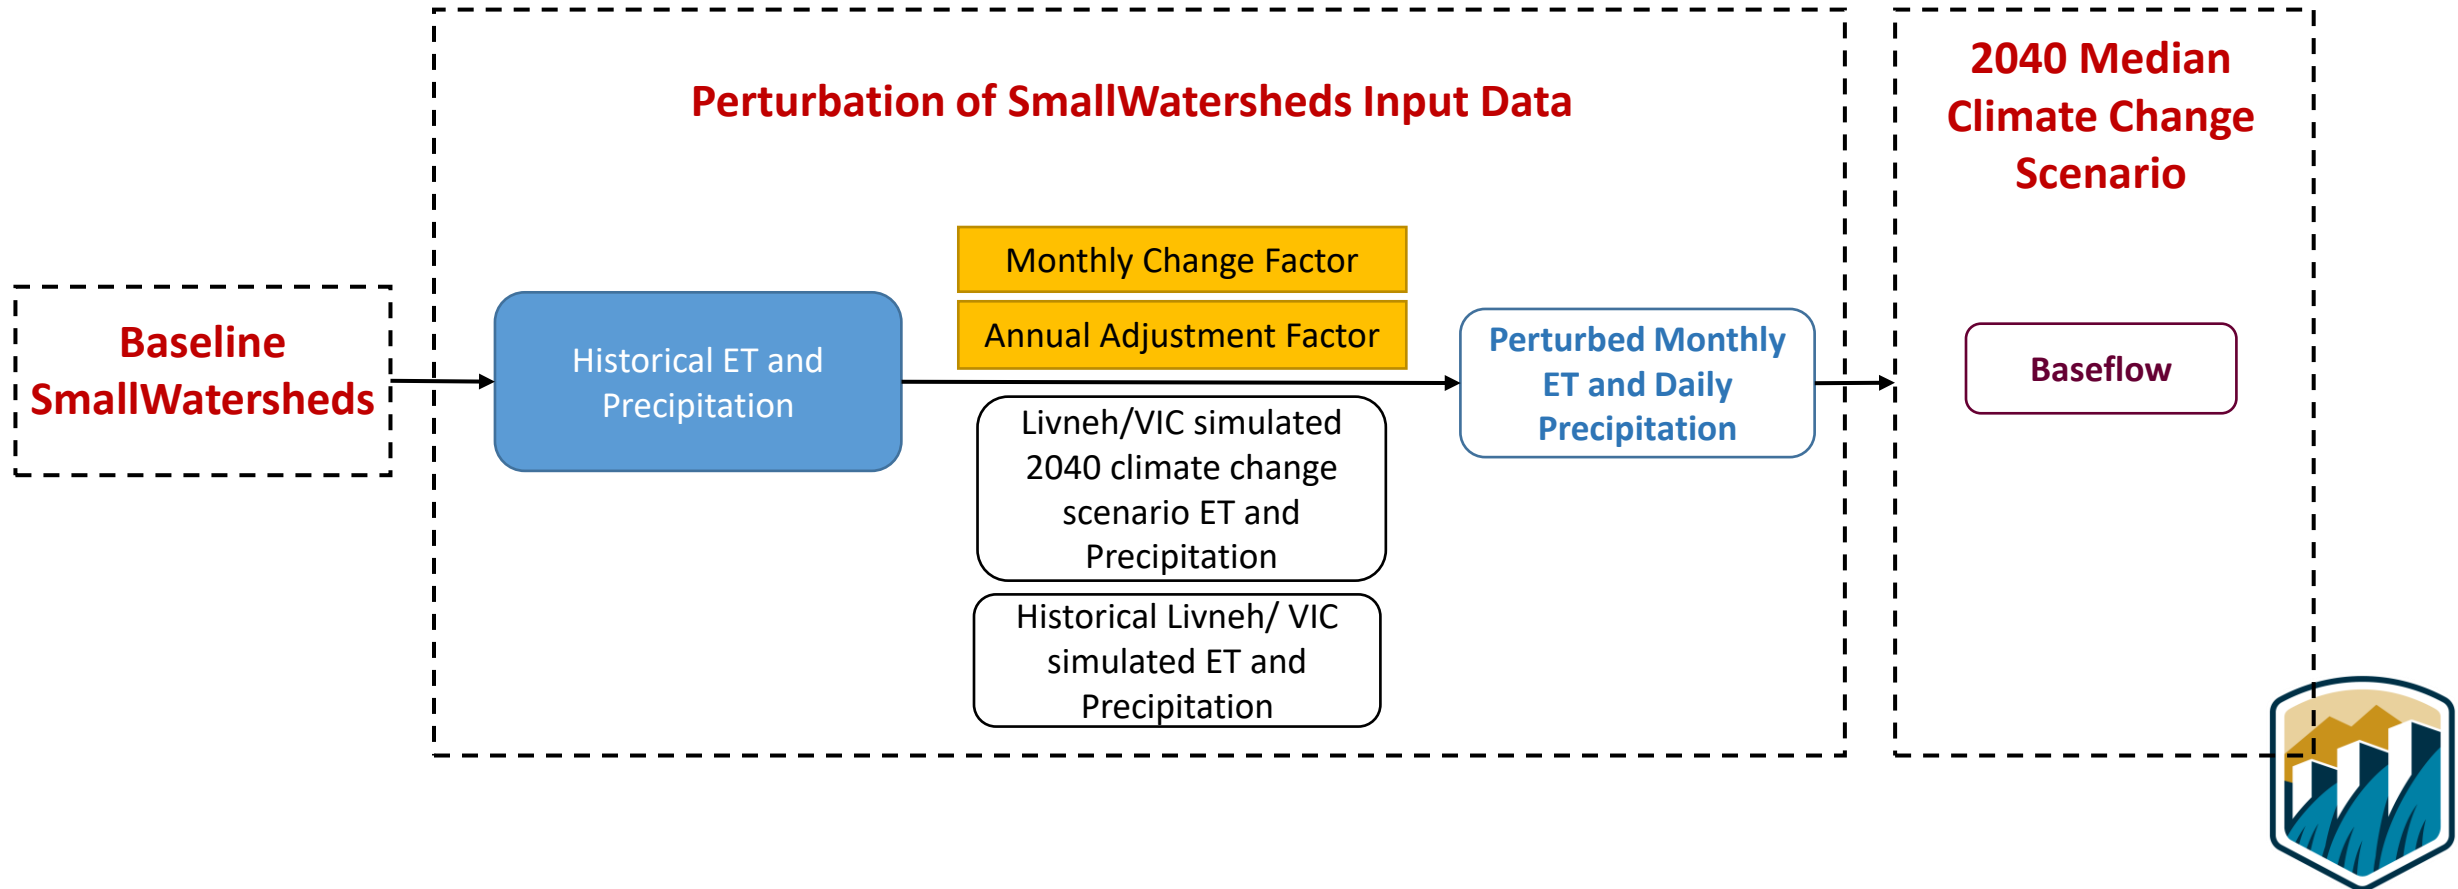 Perturbation of SmallWatersheds Input Data
2040 Median
Climate Change
Scenario
Baseline
SmallWatersheds
Historical ET and
Precipitation
Monthly Change Factor
Annual Adjustment Factor
Livneh/VIC simulated
2040 climate change
scenario ET and
Precipitation
Historical Livneh/ VIC
simulated ET and
Precipitation
Perturbed Monthly
ET and Daily
Precipitation
Baseflow